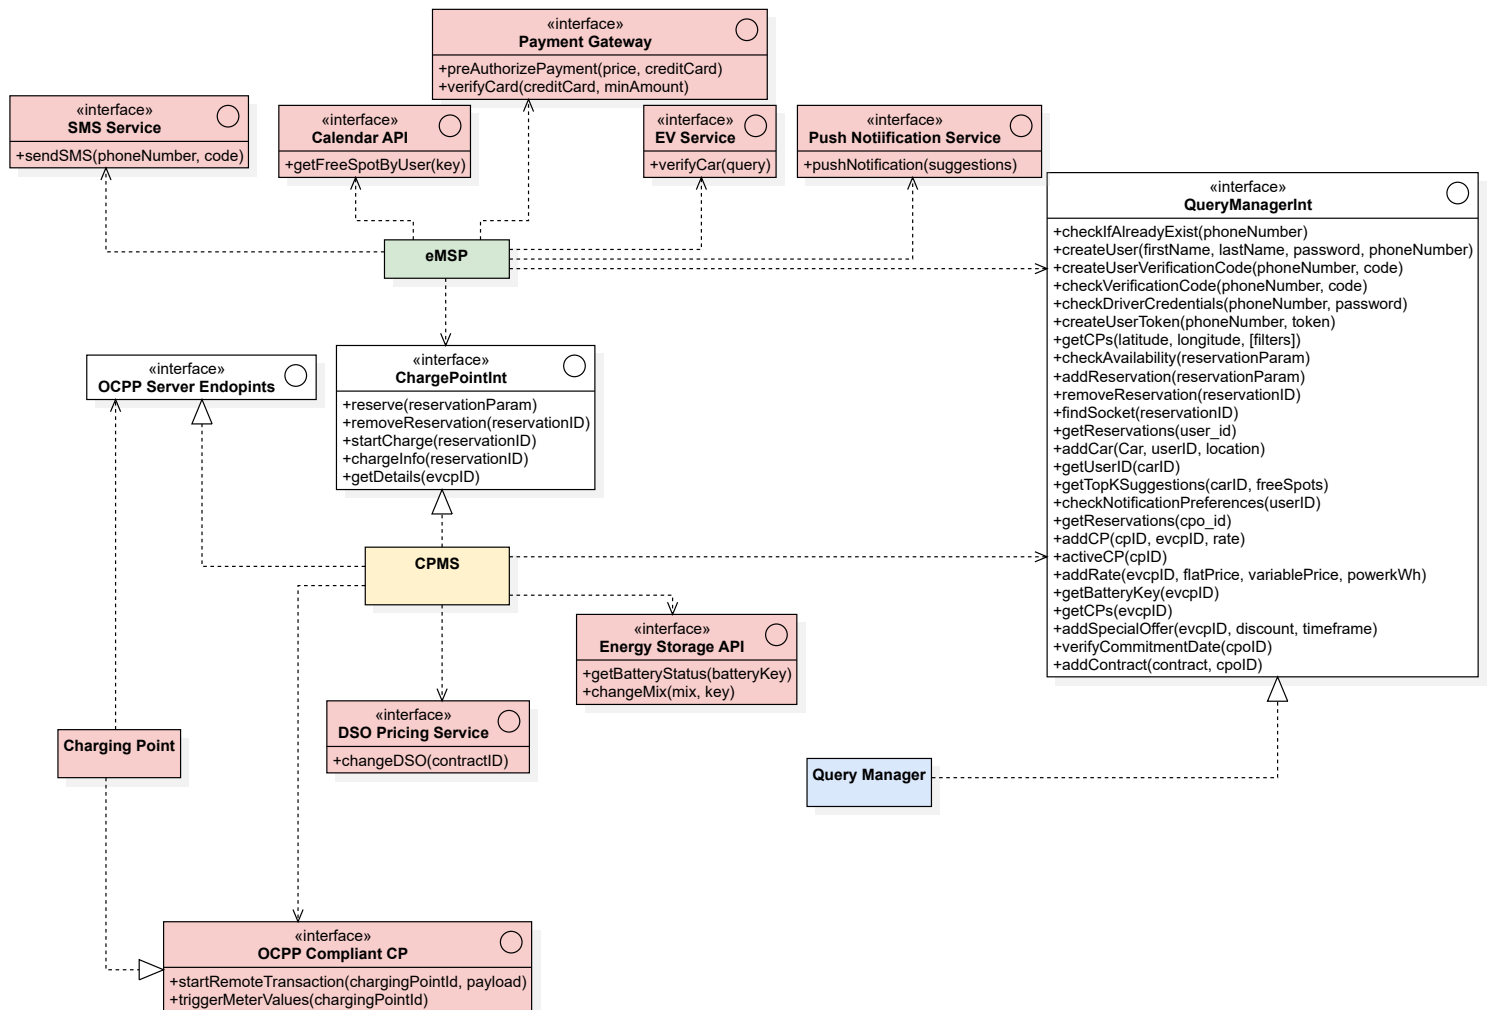 «interface»
Payment Gateway
+preAuthorizePayment(price, creditCard)
+verifyCard(creditCard, minAmount)
«interface»
SMS Service
+sendSMS(phoneNumber, code)
«interface»
Calendar API
+getFreeSpotByUser(key)
«interface»
EV Service
+verifyCar(query)
«interface»
Push Notiification Service
+pushNotification(suggestions)
«interface»
QueryManagerInt
+checkIfAlreadyExist(phoneNumber)
+createUser(firstName, lastName, password, phoneNumber)
+createUserVerificationCode(phoneNumber, code)
+checkVerificationCode(phoneNumber, code)
+checkDriverCredentials(phoneNumber, password)
+createUserToken(phoneNumber, token)
+getCPs(latitude, longitude, [filters])
+checkAvailability(reservationParam)
+addReservation(reservationParam)
+removeReservation(reservationID)
+findSocket(reservationID)
+getReservations(user_id)
+addCar(Car, userID, location)
+getUserID(carID)
+getTopKSuggestions(carID, freeSpots)
+checkNotificationPreferences(userID)
+getReservations(cpo_id)
+addCP(cpID, evcpID, rate)
+activeCP(cpID)
+addRate(evcpID, flatPrice, variablePrice, powerkWh)
+getBatteryKey(evcpID)
+getCPs(evcpID)
+addSpecialOffer(evcpID, discount, timeframe)
+verifyCommitmentDate(cpoID)
+addContract(contract, cpoID)
eMSP
«interface»
OCPP Server Endopints
«interface»
ChargePointInt
+reserve(reservationParam)
+removeReservation(reservationID)
+startCharge(reservationID)
+chargeInfo(reservationID)
+getDetails(evcpID)
CPMS
«interface»
Energy Storage API
+getBatteryStatus(batteryKey)
+changeMix(mix, key)
«interface»
DSO Pricing Service
+changeDSO(contractID)
Charging Point
Query Manager
«interface»
OCPP Compliant CP
+startRemoteTransaction(chargingPointId, payload)
+triggerMeterValues(chargingPointId)